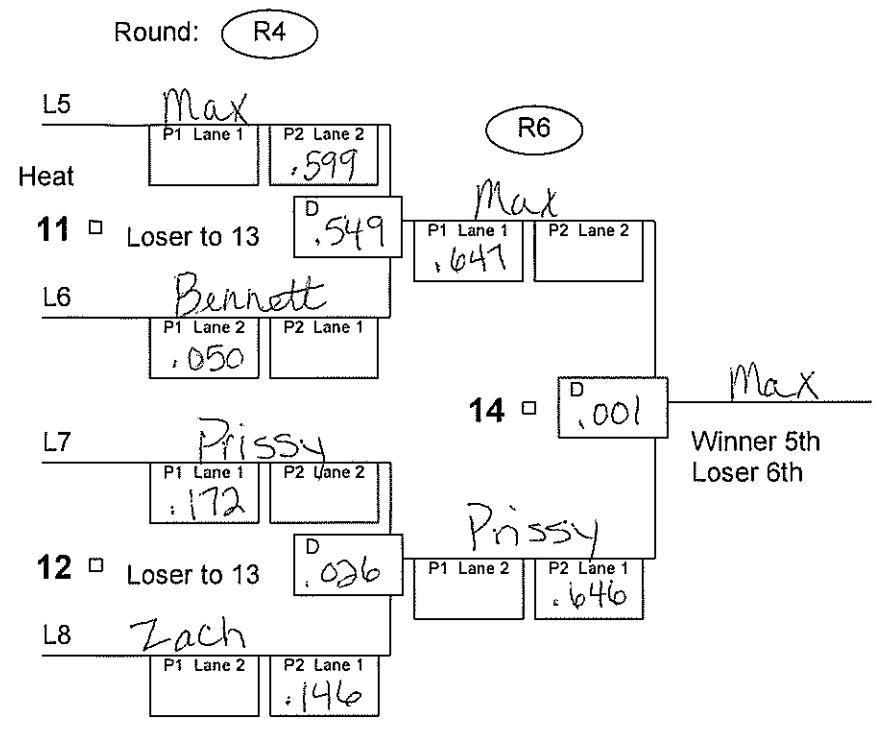 Round: R4
L5 Max
P1 Lane 1 P2 Lane 2
.599
R6
Heat
11 Loser to 13 D .549
Max
P1 Lane 1 P2 Lane 2
.647
L6 Bennett
P1 Lane 2 P2 Lane 1
.050
14 D .001
Max
Winner 5th
Loser 6th
L7 Prissy
P1 Lane 1 P2 Lane 2
.172
12 Loser to 13 D .026
Prissy
P1 Lane 2 P2 Lane 1
.646
L8 Zach
P1 Lane 2 P2 Lane 1
.146